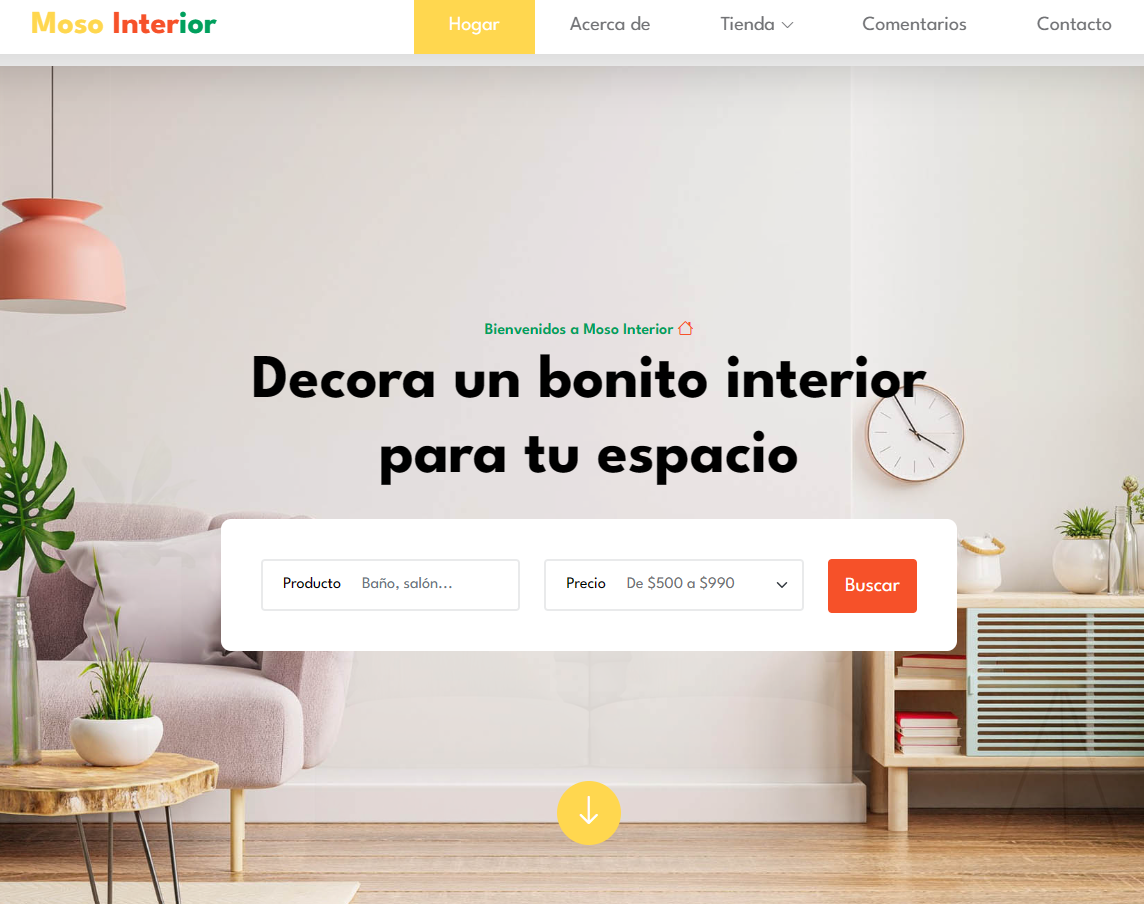 Moso Interior
Hogar
Acerca de
Tienda
Comentarios
Contacto
Bienvenidos a Moso Interior
Decora un bonito interior
para tu espacio
Producto Baño, salón...
Precio De $500 a $990
Buscar